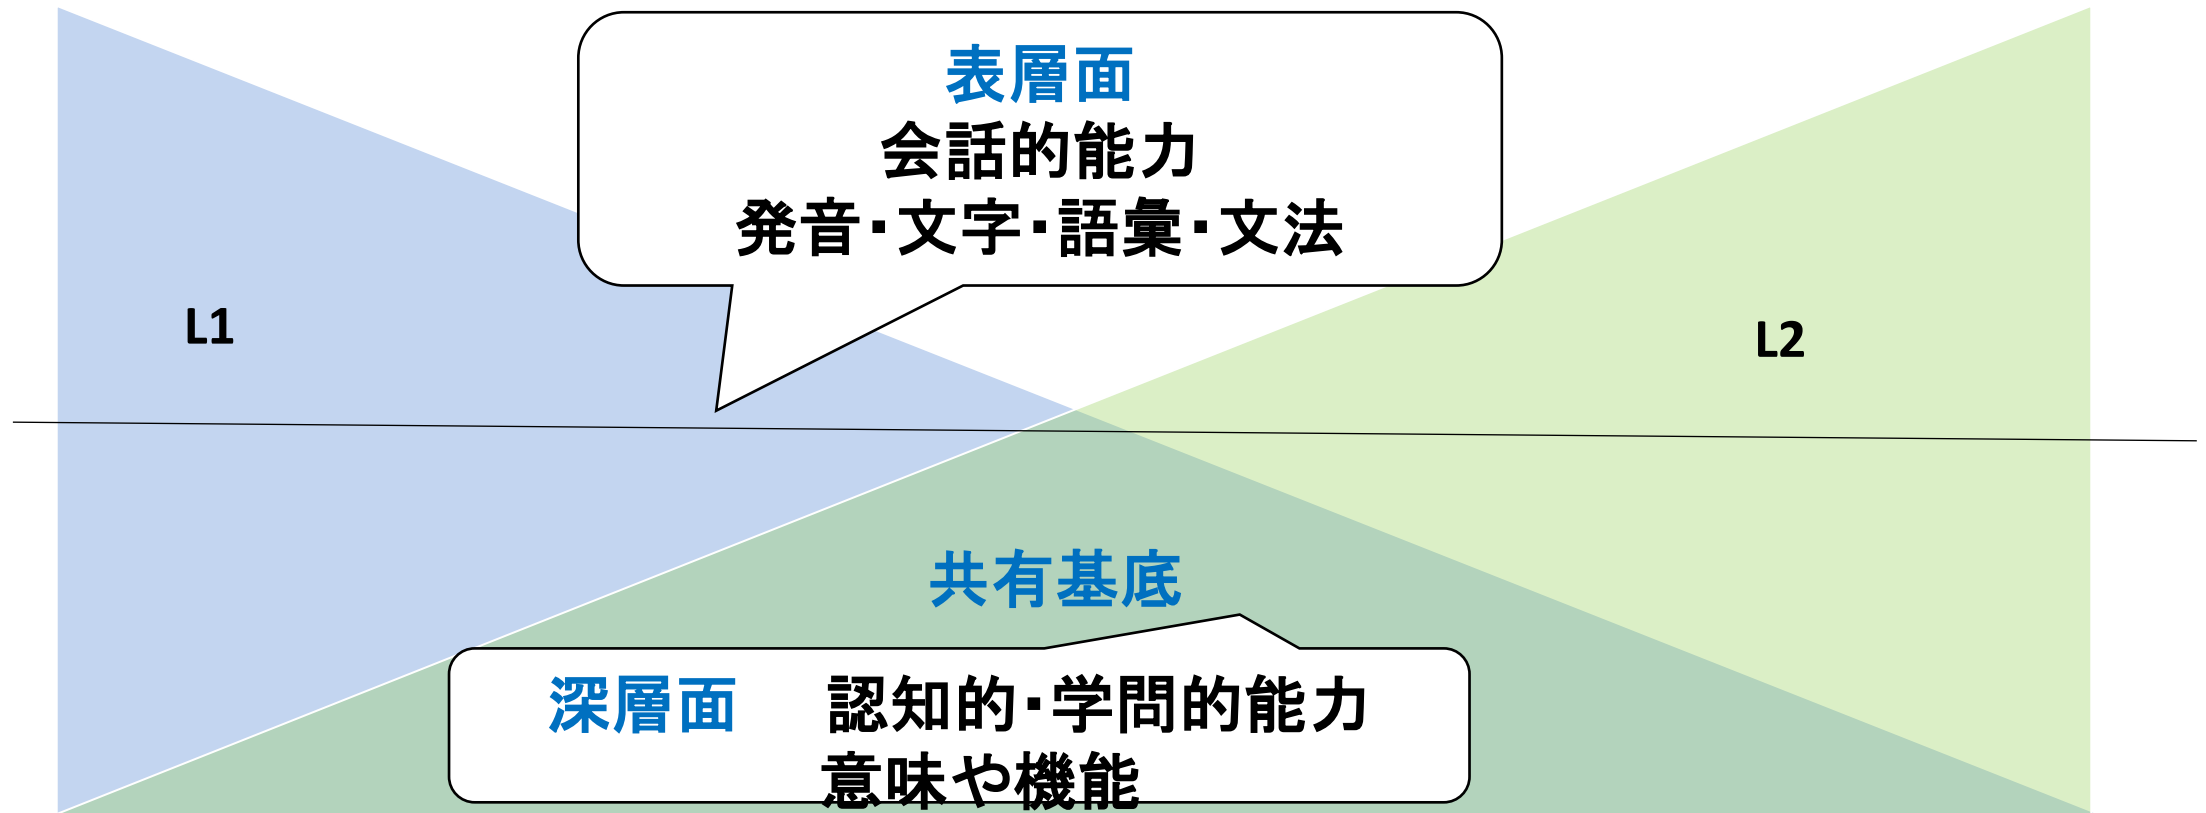 表層面
会話的能力
発音・文字・語彙・文法
L1
L2
共有基底
深層面　認知的・学問的能力
意味や機能